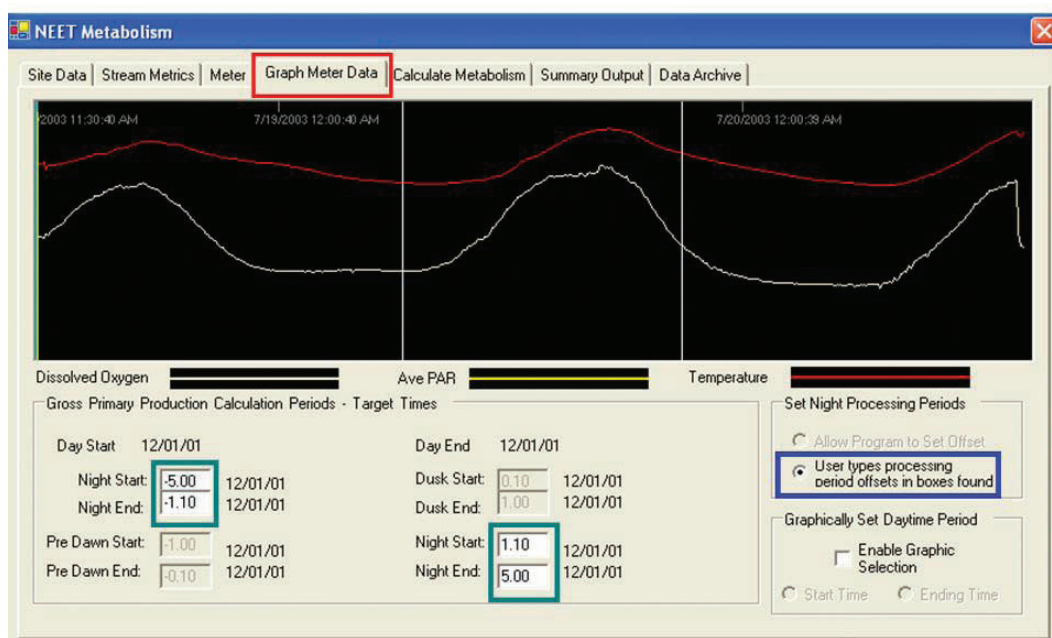 NEET Metabolism
Site Data Stream Metrics Meter Graph Meter Data Calculate Metabolism Summary Output Data Archive
/2003 11:30:40 AM 7/19/2003 12:00:40 AM 7/20/2003 12:00:39 AM
Dissolved Oxygen Ave PAR Temperature
Gross Primary Production Calculation Periods - Target Times
Day Start 12/01/01
Night Start: -5.00 12/01/01
Night End: -1.10 12/01/01
Pre Dawn Start: -1.00 12/01/01
Pre Dawn End: -0.10 12/01/01
Day End 12/01/01
Dusk Start: 0.10 12/01/01
Dusk End: 1.00 12/01/01
Night Start: 1.10 12/01/01
Night End: 5.00 12/01/01
Set Night Processing Periods
Allow Program to Set Offset
User types processing
period offsets in boxes found
Graphically Set Daytime Period
Enable Graphic
Selection
Start Time Ending Time